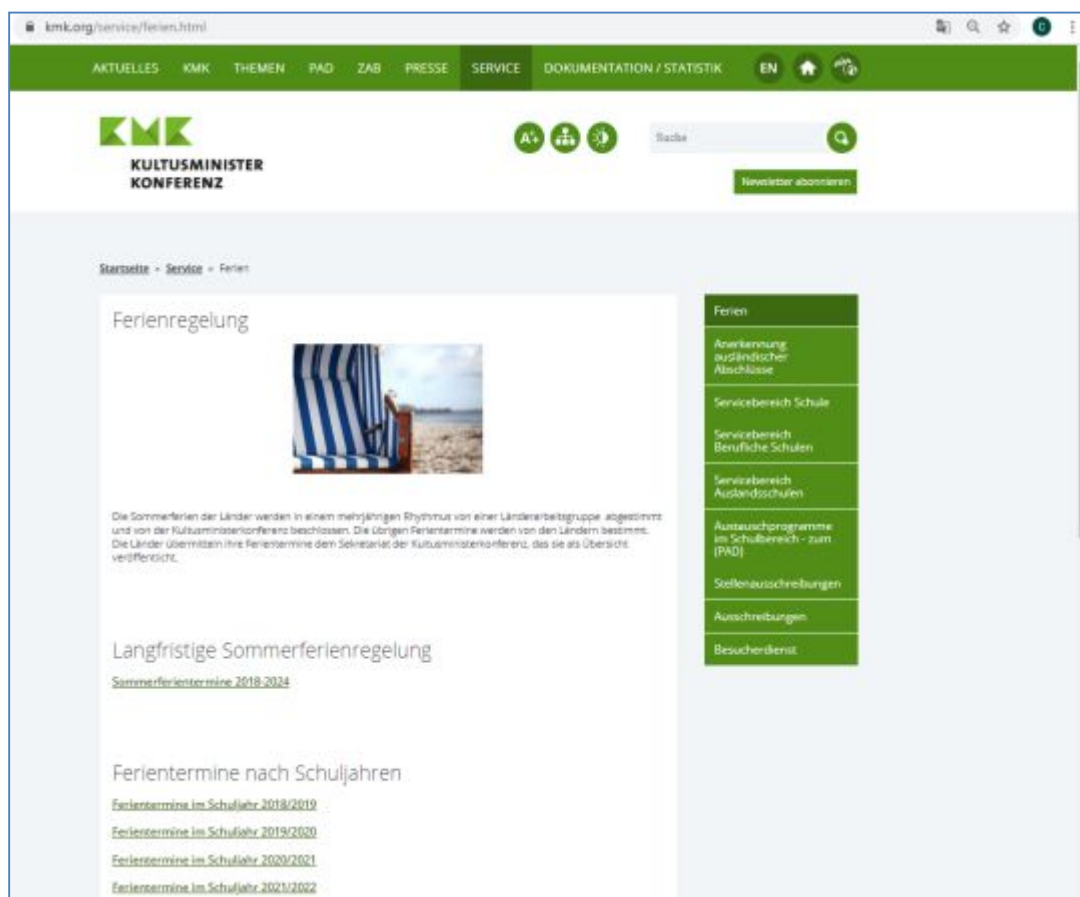 kmk.org/service/ferien.html
G
AKTUELLES KMK THEMEN PAD ZAB PRESSE SERVICE DOKUMENTATION / STATISTIK EN
KMK
KULTUSMINISTER
KONFERENZ
A+
Suche
Newsletter abonnieren
Startseite » Service » Ferien
Ferienregelung
Die Sommerferien der Länder werden in einem mehrjährigen Rhythmus von einer Länderarbeitsgruppe abgestimmt
und von der Kultusministerkonferenz beschlossen. Die übrigen Ferientermine werden von den Ländern bestimmt.
Die Länder übermitteln ihre Ferientermine dem Sekretariat der Kultusministerkonferenz, das sie als Übersicht
veröffentlicht.
Langfristige Sommerferienregelung
Sommerferientermine 2018-2024
Ferientermine nach Schuljahren
Ferientermine im Schuljahr 2018/2019
Ferientermine im Schuljahr 2019/2020
Ferientermine im Schuljahr 2020/2021
Ferientermine im Schuljahr 2021/2022
Ferien
Anerkennung
ausländischer
Abschlüsse
Servicebereich Schule
Servicebereich
Berufliche Schulen
Servicebereich
Auslandsschulen
Austauschprogramme
im Schulbereich - zum
(PAD)
Stellenausschreibungen
Ausschreibungen
Besucherdienst